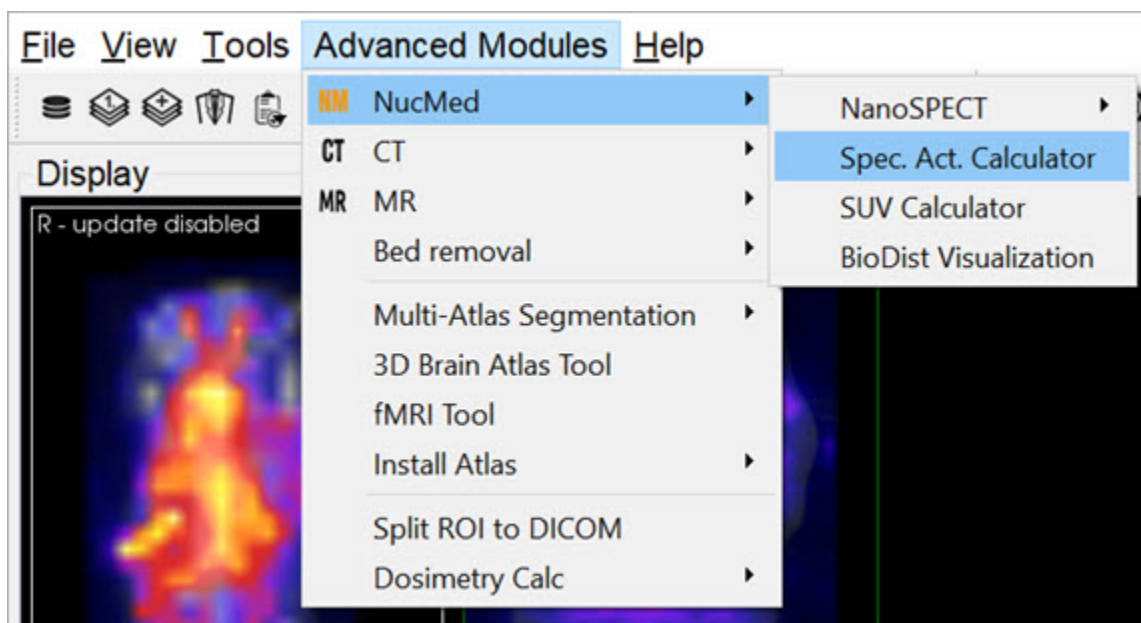 File View Tools Advanced Modules Help
NM NucMed
CT CT
MR MR
Bed removal
Multi-Atlas Segmentation
3D Brain Atlas Tool
fMRI Tool
Install Atlas
Split ROI to DICOM
Dosimetry Calc
NanoSPECT
Spec. Act. Calculator
SUV Calculator
BioDist Visualization
Display
R - update disabled